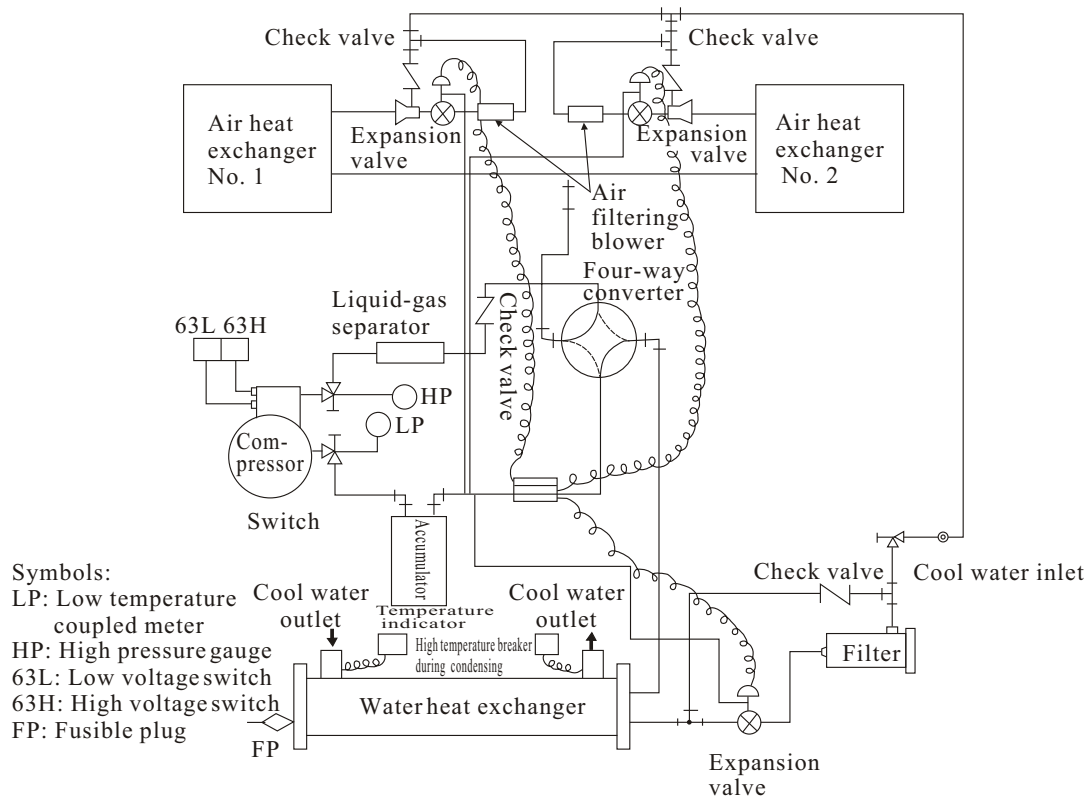 Check valve
Check valve
Air heat
exchanger
No. 1
Expansion
valve
Expansion
valve
Air heat
exchanger
No. 2
Air
filtering
blower
Four-way
converter
Liquid-gas
separator
Check valve
63L 63H
HP
LP
Com-
pressor
Switch
Accumulator
Symbols:
LP: Low temperature
coupled meter
HP: High pressure gauge
63L: Low voltage switch
63H: High voltage switch
FP: Fusible plug
Temperature
indicator
Cool water
outlet
High temperature breaker
during condensing
Cool water
outlet
Check valve
Cool water inlet
Filter
Water heat exchanger
FP
Expansion
valve